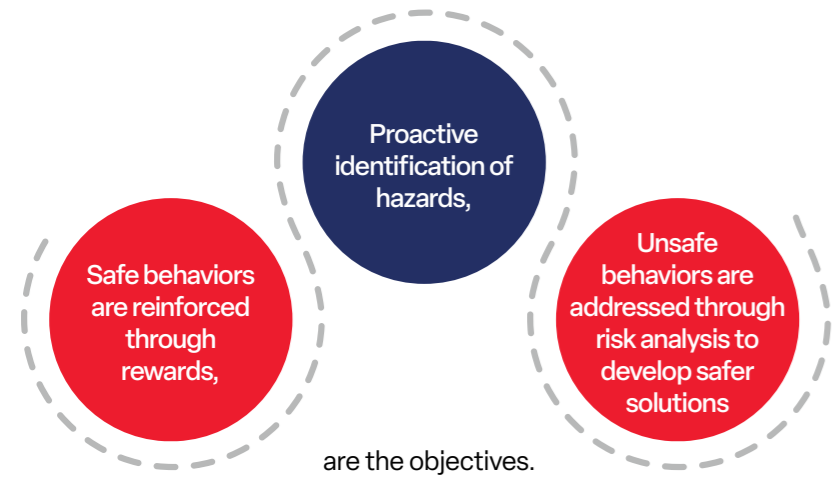 Safe behaviors
are reinforced
through
rewards,
Proactive
identification of
hazards,
Unsafe
behaviors are
addressed through
risk analysis to
develop safer
solutions
are the objectives.